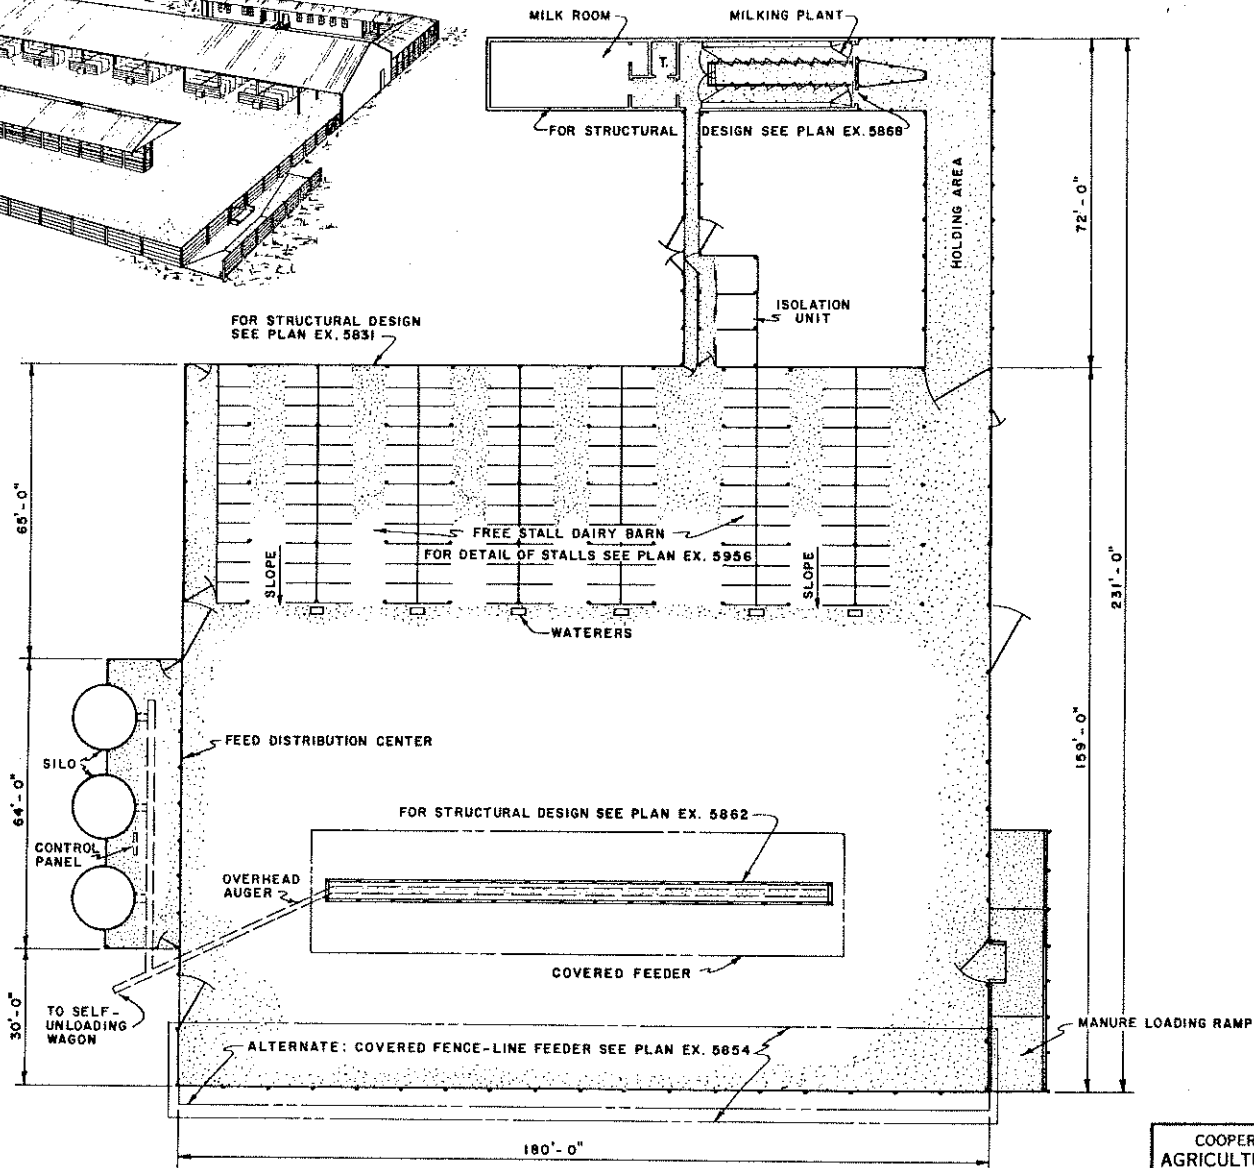 MILK ROOM
MILKING PLANT
T.
FOR STRUCTURAL DESIGN SEE PLAN EX. 5868
HOLDING AREA
72'-0"
ISOLATION
UNIT
FOR STRUCTURAL DESIGN
SEE PLAN EX. 5831
65'-0"
FREE STALL DAIRY BARN
FOR DETAIL OF STALLS SEE PLAN EX. 5956
SLOPE
SLOPE
231'-0"
WATERERS
FEED DISTRIBUTION CENTER
SILO
159'-0"
64'-0"
FOR STRUCTURAL DESIGN SEE PLAN EX. 5862
CONTROL
PANEL
OVERHEAD
AUGER
COVERED FEEDER
TO SELF-
UNLOADING
WAGON
30'-0"
MANURE LOADING RAMP
ALTERNATE: COVERED FENCE-LINE FEEDER SEE PLAN EX. 5854
180'-0"
COOPER
AGRICULT